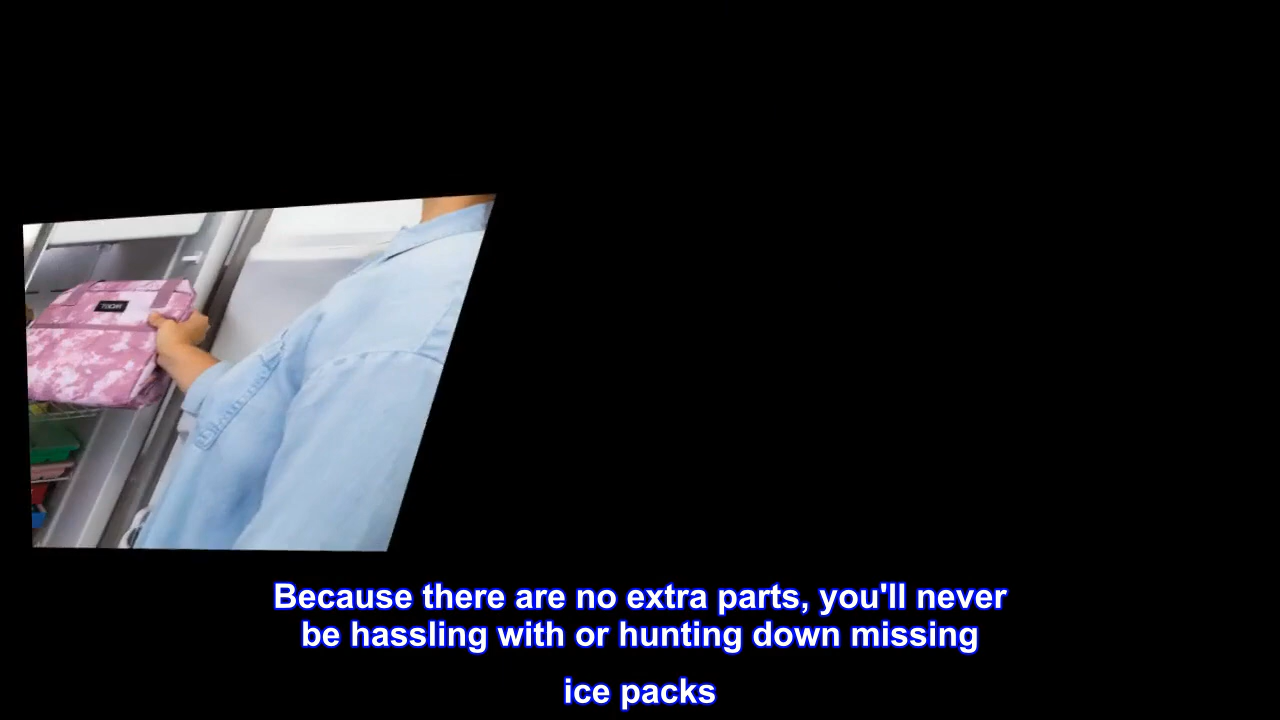 Because there are no extra parts, you'll never
be hassling with or hunting down missing
ice packs